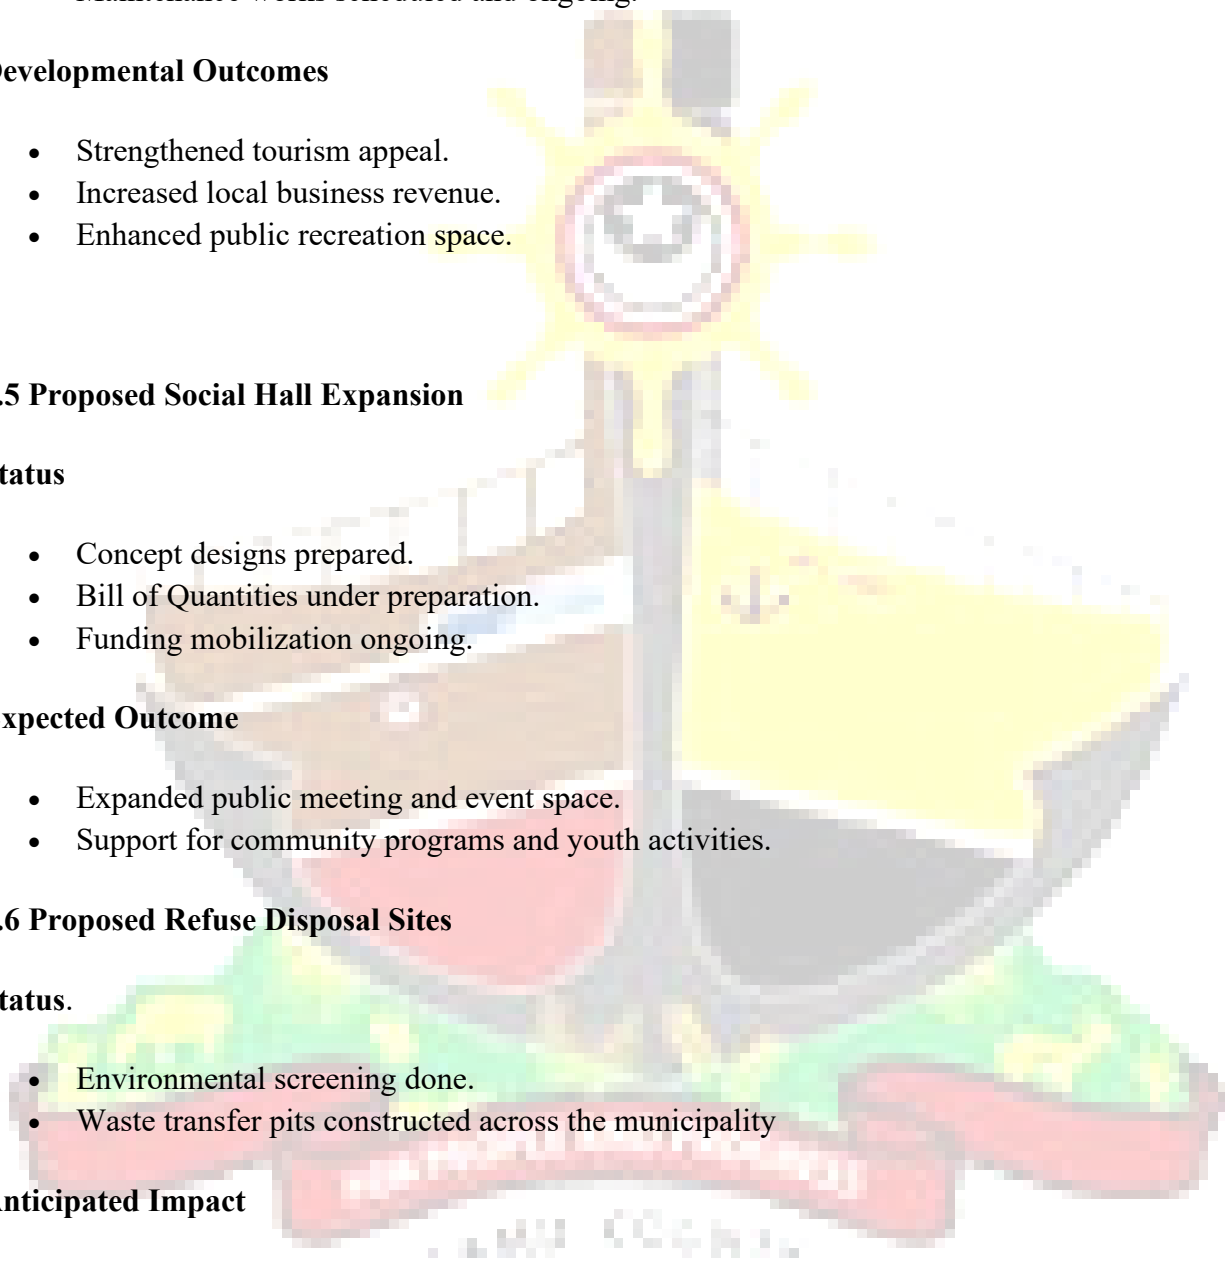 Developmental Outcomes
• Strengthened tourism appeal.
• Increased local business revenue.
• Enhanced public recreation space.
.5 Proposed Social Hall Expansion
tatus
• Concept designs prepared.
• Bill of Quantities under preparation.
• Funding mobilization ongoing.
xpected Outcome
• Expanded public meeting and event space.
• Support for community programs and youth activities.
.6 Proposed Refuse Disposal Sites
tatus.
• Environmental screening done.
• Waste transfer pits constructed across the municipality
Anticipated Impact